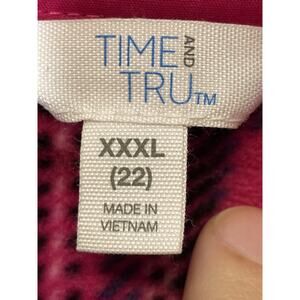 TIME AND
TRU™
XXXL
(22)
MADE IN
VIETNAM